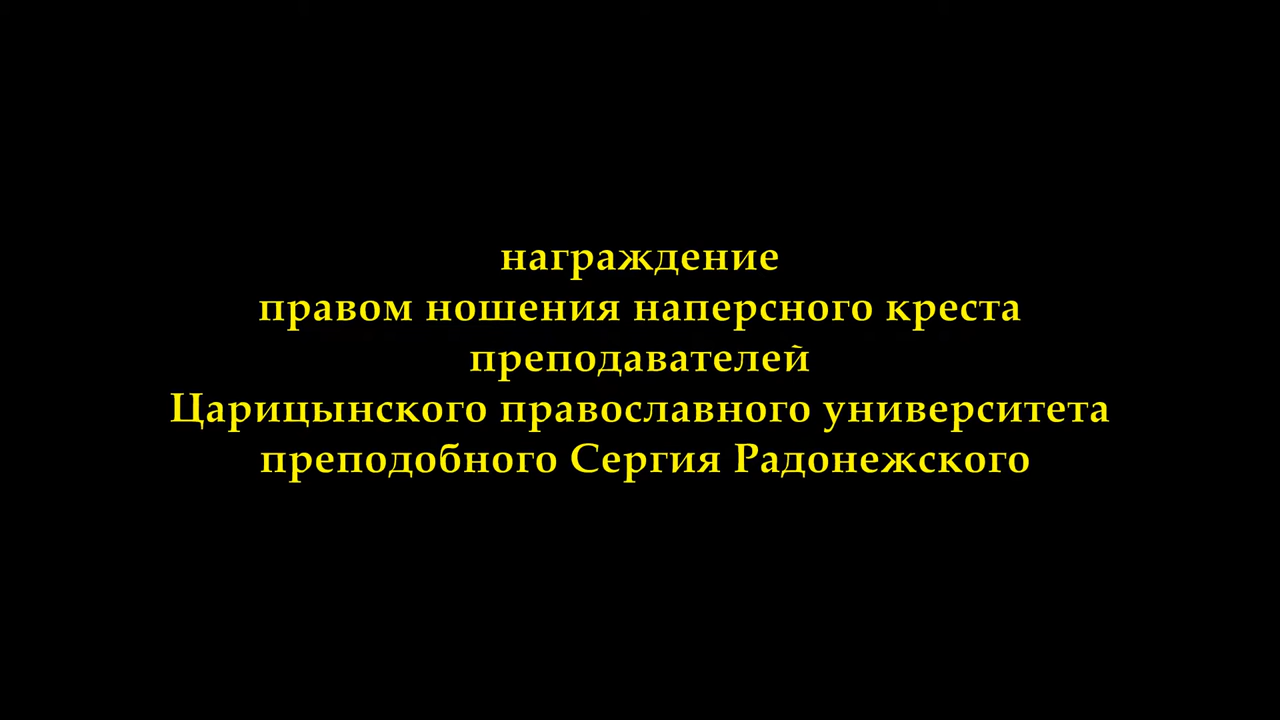 награждение
правом ношения наперсного креста
преподавателей
Царицынского православного университета
преподобного Сергия Радонежского